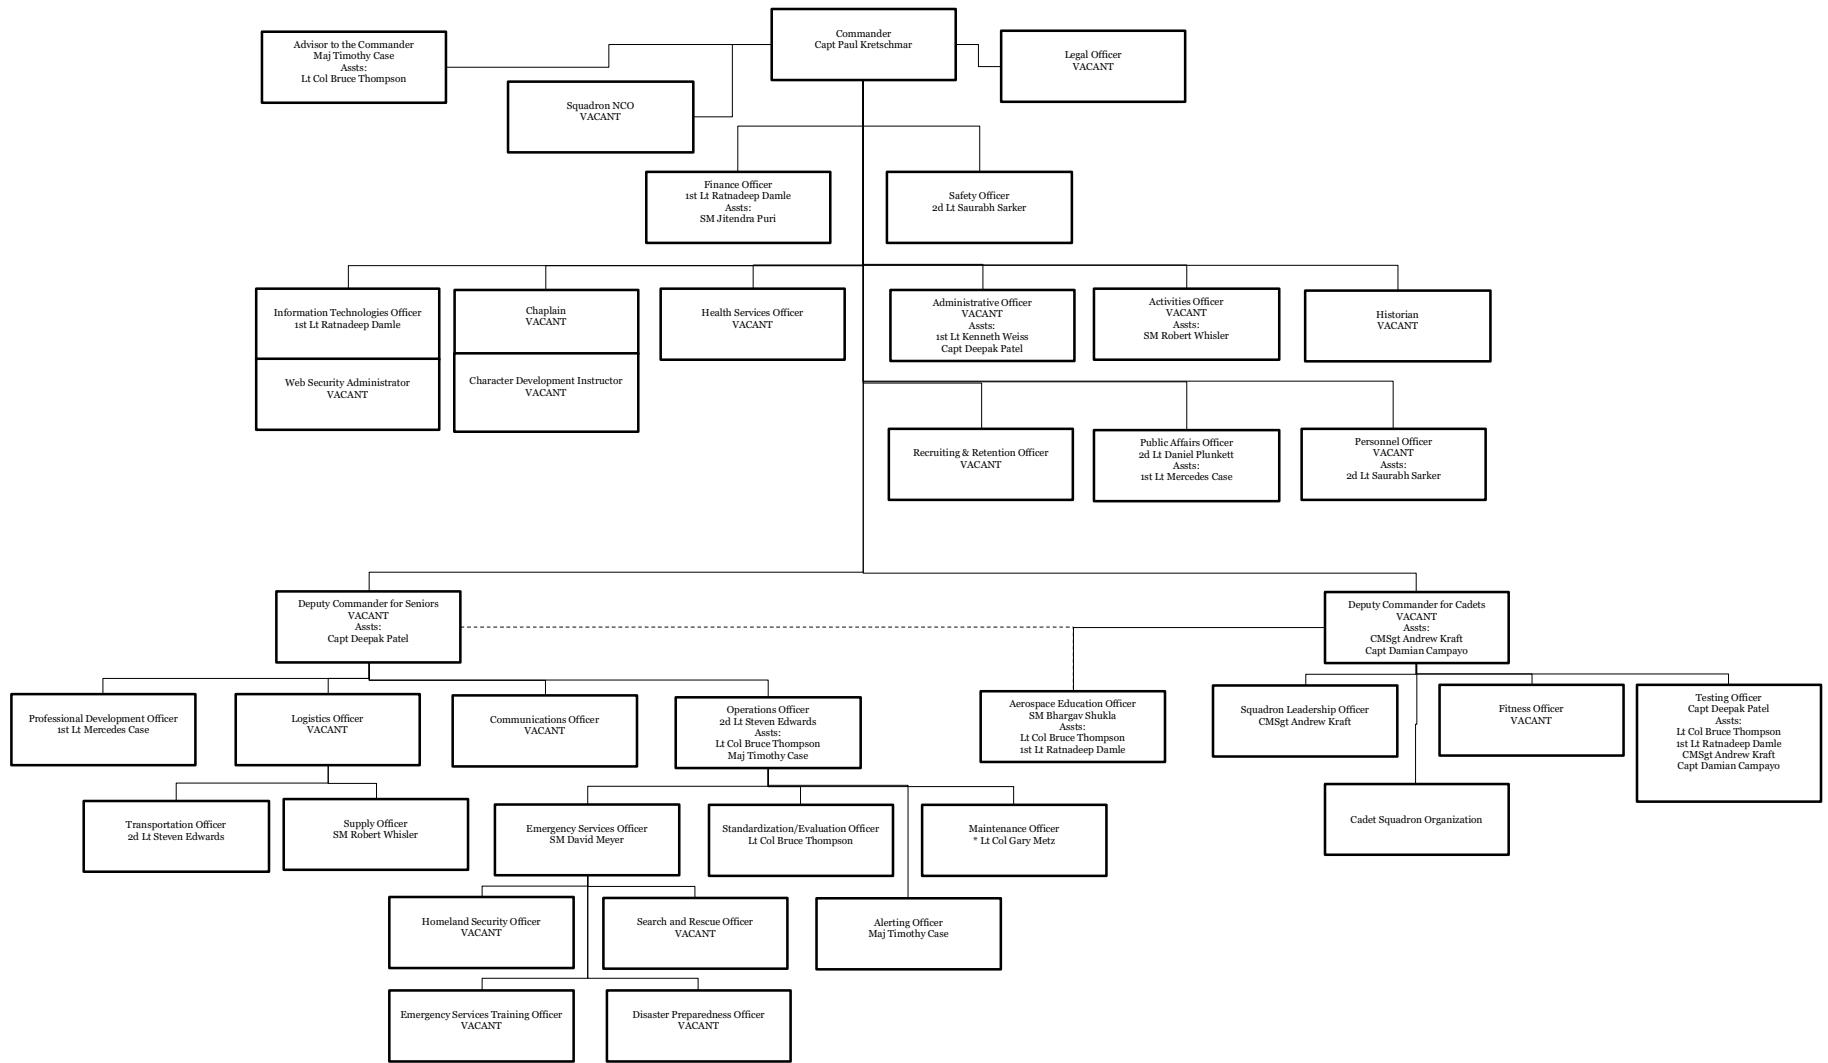 Commander
Capt Paul Kretschmar
Advisor to the Commander
Maj Timothy Case
Assts:
Lt Col Bruce Thompson
Legal Officer
VACANT
Squadron NCO
VACANT
Finance Officer
1st Lt Ratnadeep Damle
Assts:
SM Jitendra Puri
Safety Officer
2d Lt Saurabh Sarker
Information Technologies Officer
1st Lt Ratnadeep Damle
Chaplain
VACANT
Health Services Officer
VACANT
Administrative Officer
VACANT
Assts:
1st Lt Kenneth Weiss
Capt Deepak Patel
Activities Officer
VACANT
Assts:
SM Robert Whisler
Historian
VACANT
Web Security Administrator
VACANT
Character Development Instructor
VACANT
Recruiting & Retention Officer
VACANT
Public Affairs Officer
2d Lt Daniel Plunkett
Assts:
1st Lt Mercedes Case
Personnel Officer
VACANT
Assts:
2d Lt Saurabh Sarker
Deputy Commander for Seniors
VACANT
Assts:
Capt Deepak Patel
Deputy Commander for Cadets
VACANT
Assts:
CMSgt Andrew Kraft
Capt Damian Campayo
Professional Development Officer
1st Lt Mercedes Case
Logistics Officer
VACANT
Communications Officer
VACANT
Operations Officer
2d Lt Steven Edwards
Assts:
Lt Col Bruce Thompson
Maj Timothy Case
Aerospace Education Officer
SM Bhargav Shukla
Assts:
Lt Col Bruce Thompson
1st Lt Ratnadeep Damle
Squadron Leadership Officer
CMSgt Andrew Kraft
Fitness Officer
VACANT
Testing Officer
Capt Deepak Patel
Assts:
Lt Col Bruce Thompson
1st Lt Ratnadeep Damle
CMSgt Andrew Kraft
Capt Damian Campayo
Transportation Officer
2d Lt Steven Edwards
Supply Officer
SM Robert Whisler
Emergency Services Officer
SM David Meyer
Standardization/Evaluation Officer
Lt Col Bruce Thompson
Maintenance Officer
* Lt Col Gary Metz
Cadet Squadron Organization
Homeland Security Officer
VACANT
Search and Rescue Officer
VACANT
Alerting Officer
Maj Timothy Case
Emergency Services Training Officer
VACANT
Disaster Preparedness Officer
VACANT